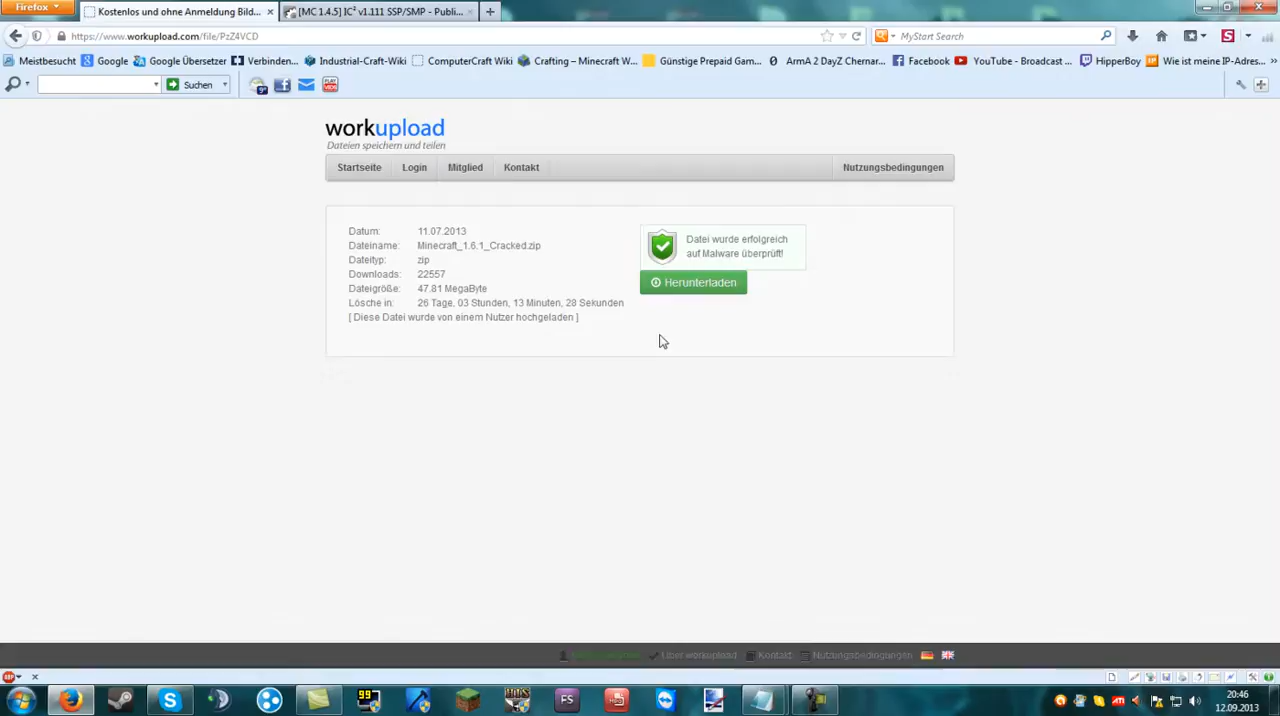 Firefox
Kostenlos und ohne Anmeldung Bild...
[MC 1.4.5] IC² v1.111 SSP/SMP - Publi...
https://www.workupload.com/file/PzZ4VCD
MyStart Search
Meistbesucht
Google
Google Übersetzer
Verbinden...
Industrial-Craft-Wiki
ComputerCraft Wiki
Crafting – Minecraft W...
Günstige Prepaid Gam...
ArmA 2 DayZ Chernar...
Facebook
YouTube - Broadcast ...
HipperBoy
Wie ist meine IP-Adres...
Suchen
workupload
Dateien speichern und teilen
Startseite
Login
Mitglied
Kontakt
Nutzungsbedingungen
Datum: 11.07.2013
Dateiname: Minecraft_1.6.1_Cracked.zip
Dateityp: zip
Downloads: 22557
Dateigröße: 47.81 MegaByte
Lösche in: 26 Tage, 03 Stunden, 13 Minuten, 28 Sekunden
[ Diese Datei wurde von einem Nutzer hochgeladen ]
Datei wurde erfolgreich
auf Malware überprüft!
Herunterladen
Über workupload
Kontakt
Nutzungsbedingungen
ABP
99
FS
20:46
12.09.2013